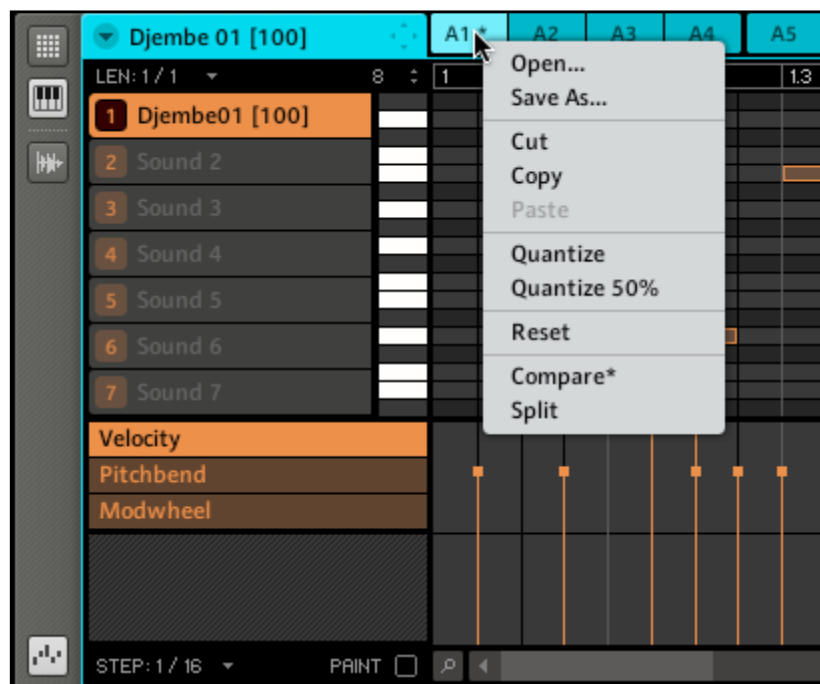 Djembe 01 [100]
A1 *
A2
A3
A4
A5
LEN: 1 / 1
8
1
1.3
1 Djembe01 [100]
2 Sound 2
3 Sound 3
4 Sound 4
5 Sound 5
6 Sound 6
7 Sound 7
Open...
Save As...
Cut
Copy
Paste
Quantize
Quantize 50%
Reset
Compare*
Split
Velocity
Pitchbend
Modwheel
STEP: 1 / 16
PAINT